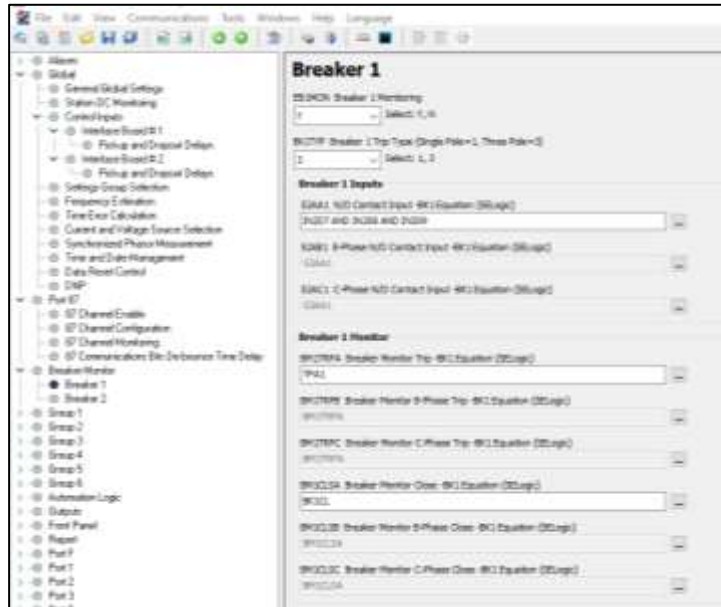 File Edit View Communications Tools Windows Help Language
Alias
Global
General Global Settings
Station DC Monitoring
Control Inputs
Interface Board # 1
Pickup and Dropout Delays
Interface Board # 2
Pickup and Dropout Delays
Settings Group Selection
Frequency Estimation
Time Error Calculation
Current and Voltage Source Selection
Synchronized Phasor Measurement
Time and Date Management
Data Reset Control
DNP
Port 87
87 Channel Enable
87 Channel Configuration
87 Channel Monitoring
87 Communications Bits De-bounce Time Delay
Breaker Monitor
Breaker 1
Breaker 2
Group 1
Group 2
Group 3
Group 4
Group 5
Group 6
Automation Logic
Outputs
Front Panel
Report
Port F
Port 1
Port 2
Port 3
Breaker 1
EB1MON Breaker 1 Monitoring
Y
Select: Y, N
BK1TYP Breaker 1 Trip Type (Single Pole=1, Three Pole=3)
3
Select: 1, 3
Breaker 1 Inputs
52AA1 N/O Contact Input -BK1 Equation (SELogic)
IN207 AND IN208 AND IN209
52AB1 B-Phase N/O Contact Input -BK1 Equation (SELogic)
52AA1
52AC1 C-Phase N/O Contact Input -BK1 Equation (SELogic)
52AA1
Breaker 1 Monitor
BM1TRPA Breaker Monitor Trip -BK1 Equation (SELogic)
TPA1
BM1TRPB Breaker Monitor B-Phase Trip -BK1 Equation (SELogic)
BM1TRPA
BM1TRPC Breaker Monitor C-Phase Trip -BK1 Equation (SELogic)
BM1TRPA
BM1CLSA Breaker Monitor Close -BK1 Equation (SELogic)
BK1CL
BM1CLSB Breaker Monitor B-Phase Close -BK1 Equation (SELogic)
BM1CLSA
BM1CLSC Breaker Monitor C-Phase Close -BK1 Equation (SELogic)
BM1CLSA